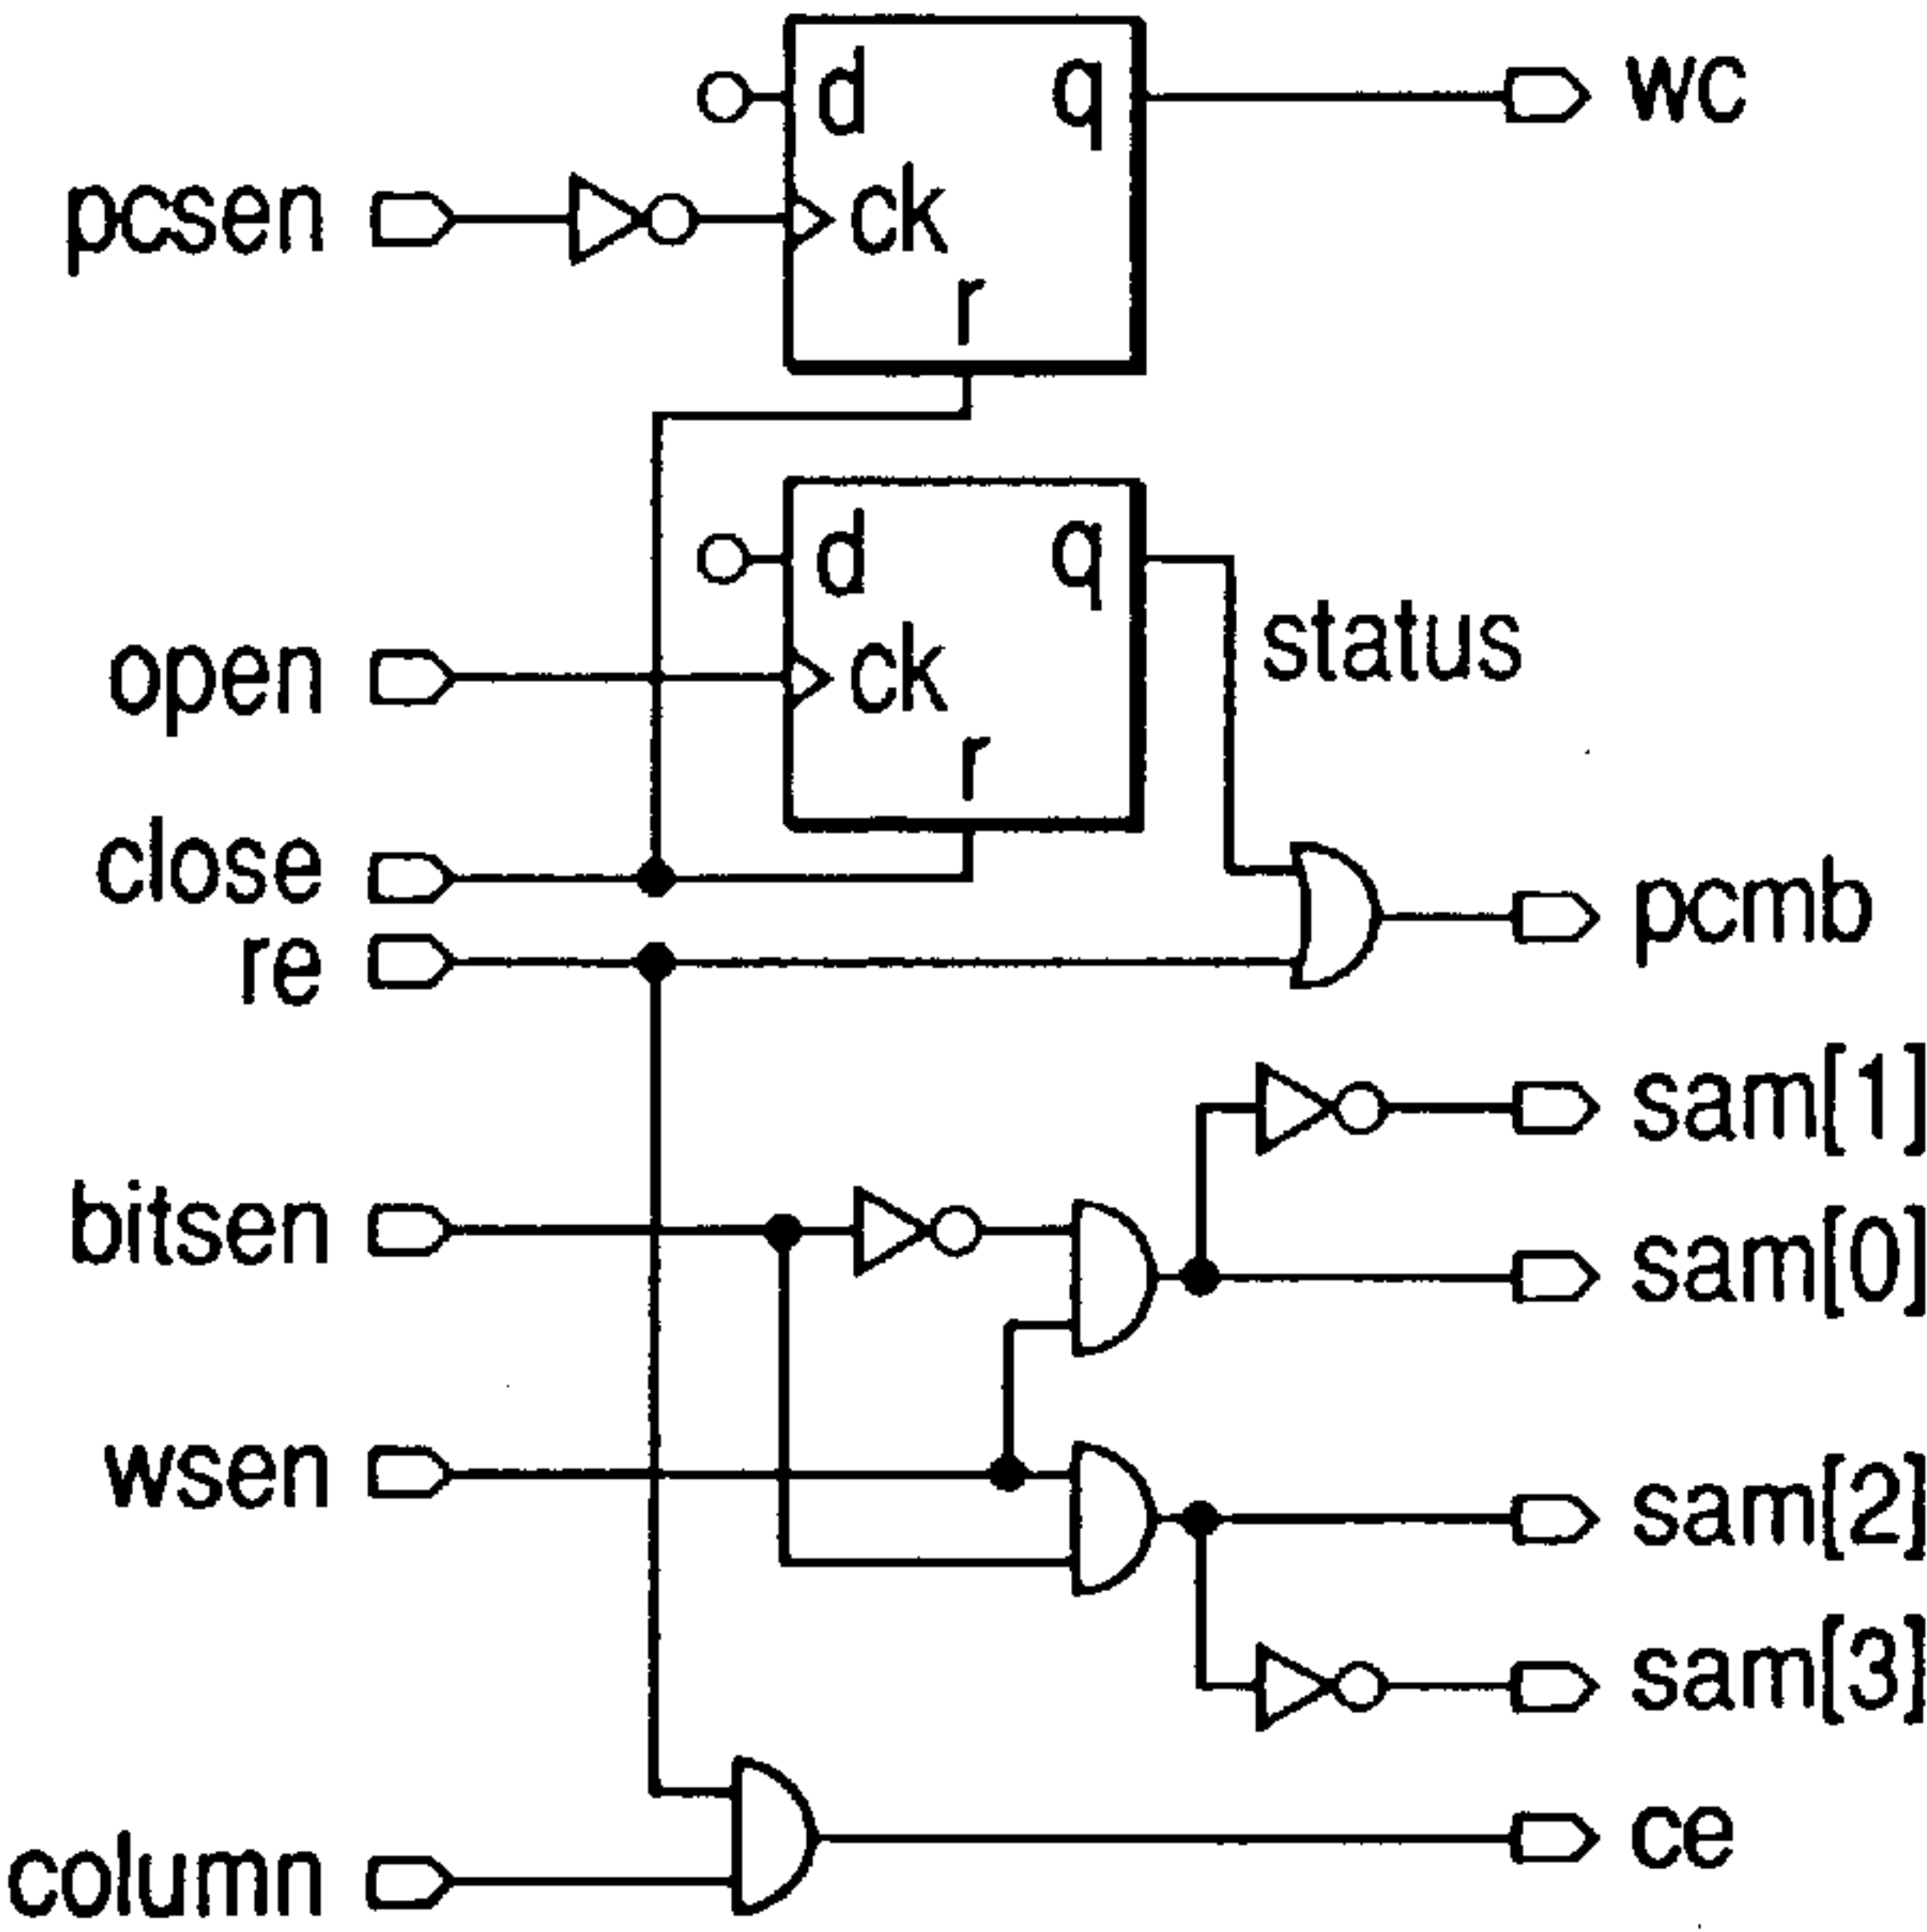 d q wc
pcsen ck
r
d q
status
open ck
r
close
pcmb
re
sam[1]
bitsen sam[0]
wsen sam[2]
sam[3]
column ce